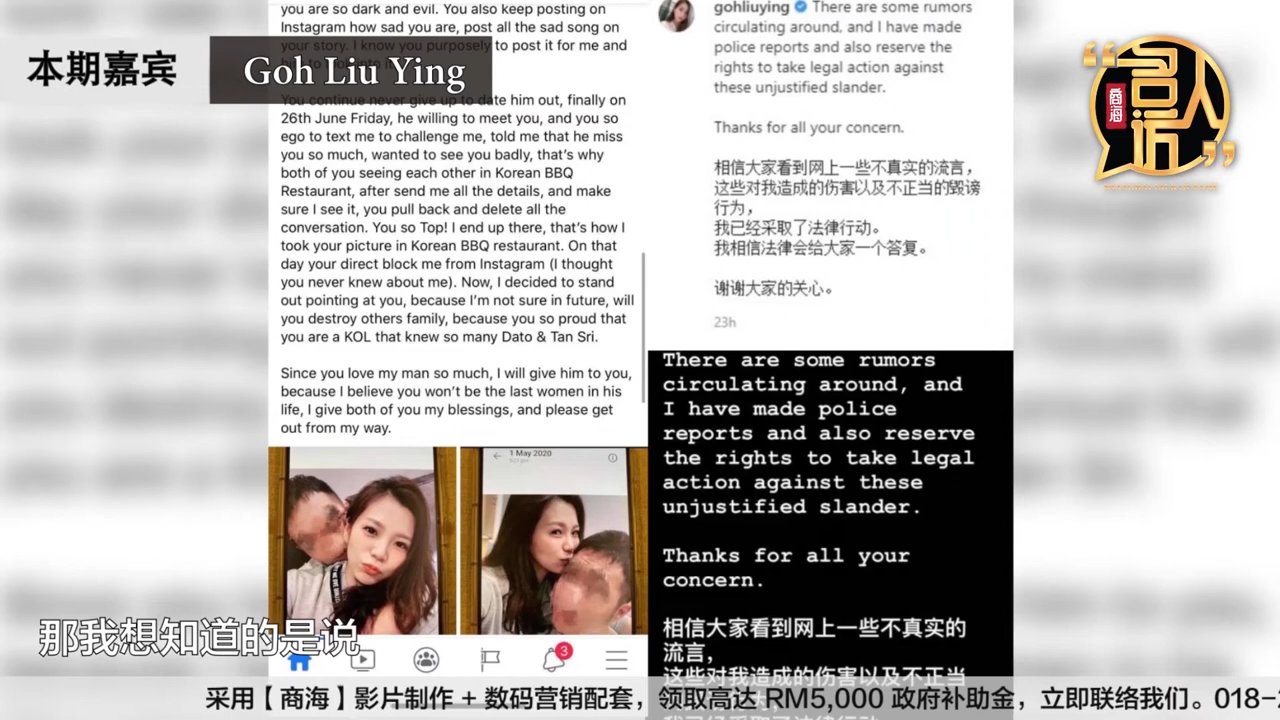 本期嘉宾
Goh Liu Ying
you are so dark and evil. You also keep posting on
Instagram how sad you are, post all the sad song on
your story. I know you purposely to post it for me and
You continue never give up to date him out, finally on
26th June Friday, he willing to meet you, and you so
ego to text me to challenge me, told me that he miss
you so much, wanted to see you badly, that's why
both of you seeing each other in Korean BBQ
Restaurant, after send me all the details, and make
sure I see it, you pull back and delete all the
conversation. You so Top! I end up there, that's how I
took your picture in Korean BBQ restaurant. On that
day your direct block me from Instagram (I thought
you never knew about me). Now, I decided to stand
out pointing at you, because I'm not sure in future, will
you destroy others family, because you so proud that
you are a KOL that knew so many Dato & Tan Sri.
Since you love my man so much, I will give him to you,
because I believe you won't be the last women in his
life, I give both of you my blessings, and please get
out from my way.
1 May 2020
3
gohliuying There are some rumors
circulating around, and I have made
police reports and also reserve the
rights to take legal action against
these unjustified slander.
Thanks for all your concern.
相信大家看到网上一些不真实的流言，
这些对我造成的伤害以及不正当的毁谤
行为，
我已经采取了法律行动。
我相信法律会给大家一个答复。
谢谢大家的关心。
23h
There are some rumors
circulating around, and
I have made police
reports and also reserve
the rights to take legal
action against these
unjustified slander.
Thanks for all your
concern.
相信大家看到网上一些不真实的
流言，
这些对我造成的伤害以及不正当
商海
名人
话
那我想知道的是说
采用【商海】影片制作 + 数码营销配套，领取高达 RM5,000 政府补助金，立即联络我们。018-